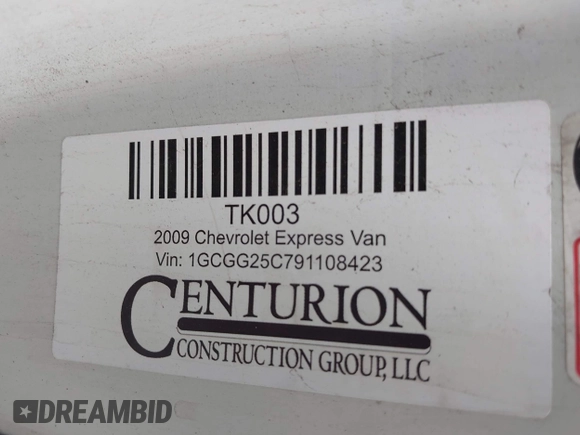 TK003
2009 Chevrolet Express Van
Vin: 1GCGG25C791108423
CENTURION
CONSTRUCTION GROUP, LLC
DREAMBID